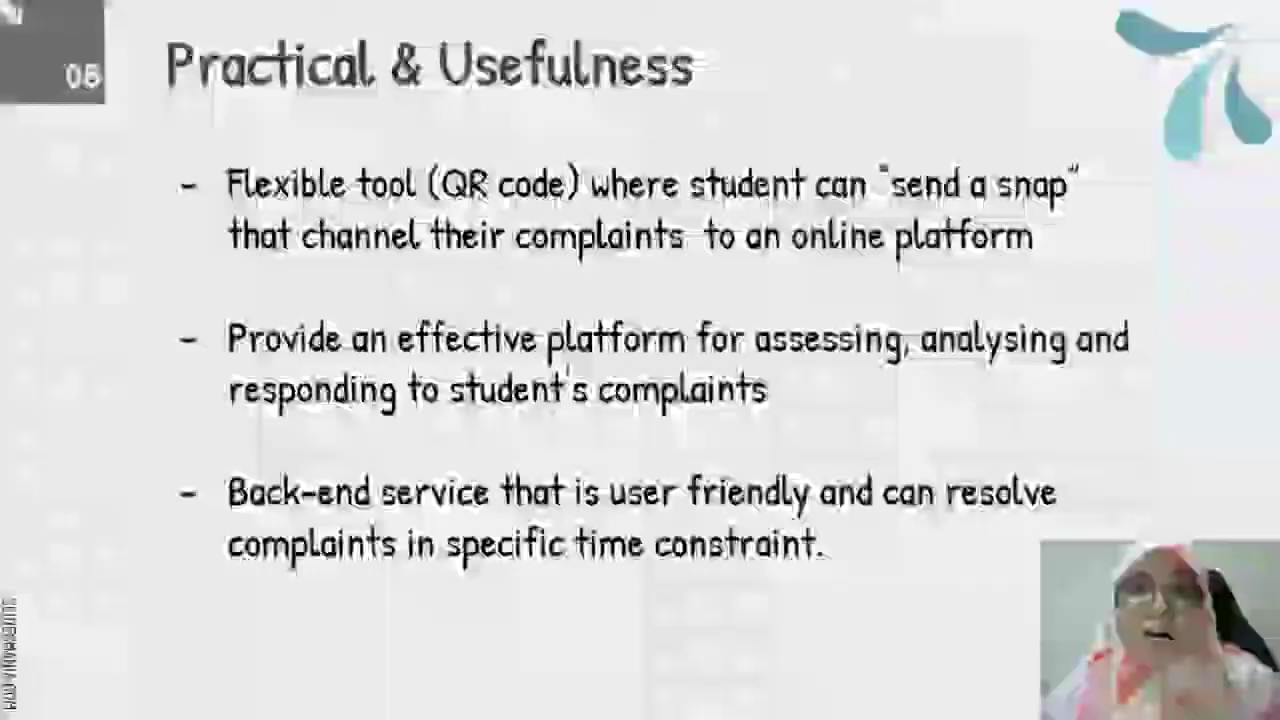 05
Practical & Usefulness
- Flexible tool (QR code) where student can "send a snap"
that channel their complaints to an online platform
- Provide an effective platform for assessing, analysing and
responding to student's complaints
- Back-end service that is user friendly and can resolve
complaints in specific time constraint.